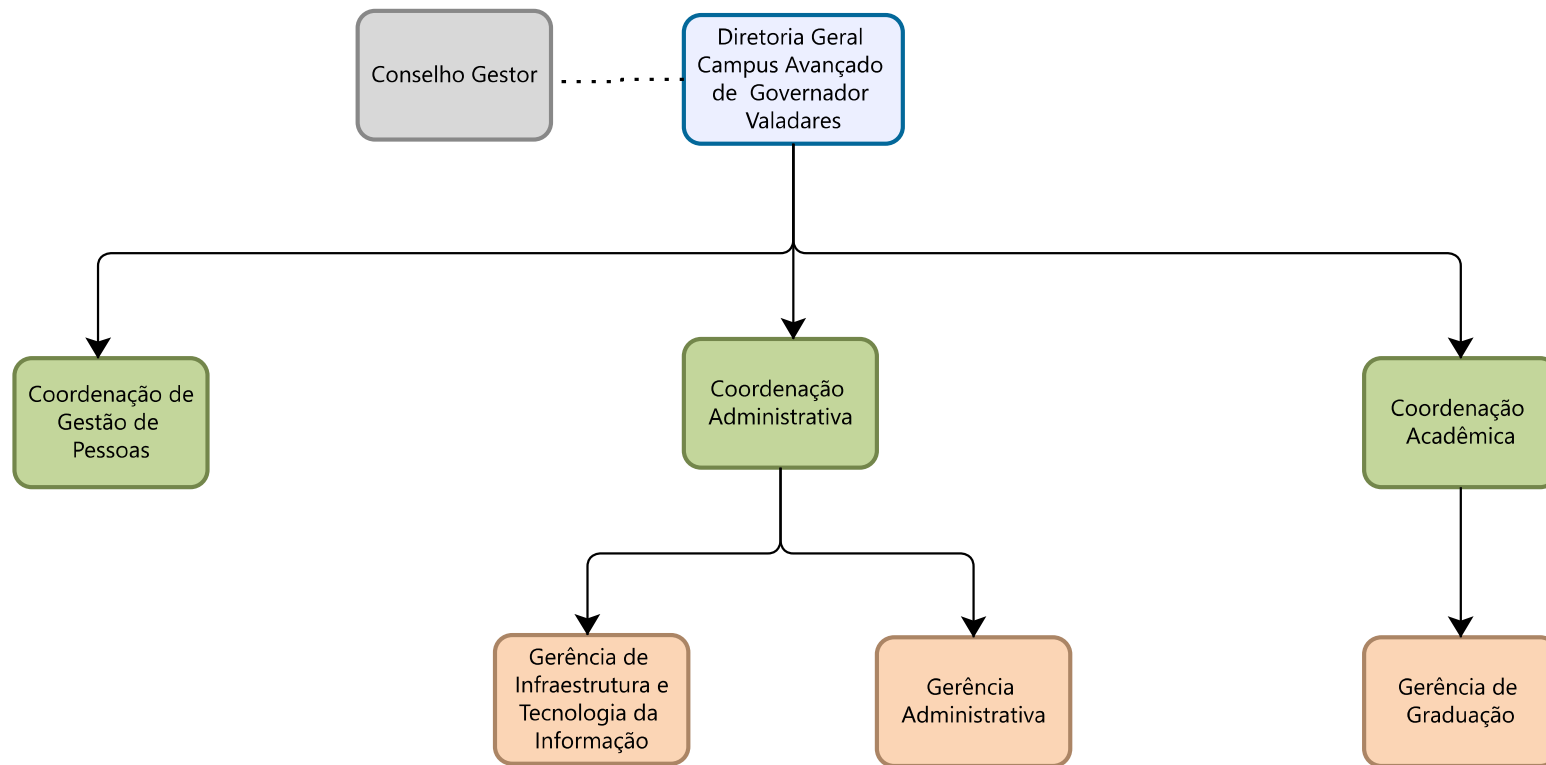 Conselho Gestor
Diretoria Geral
Campus Avançado
de Governador
Valadares
Coordenação de
Gestão de
Pessoas
Coordenação
Administrativa
Coordenação
Acadêmica
Gerência de
Infraestrutura e
Tecnologia da
Informação
Gerência
Administrativa
Gerência de
Graduação